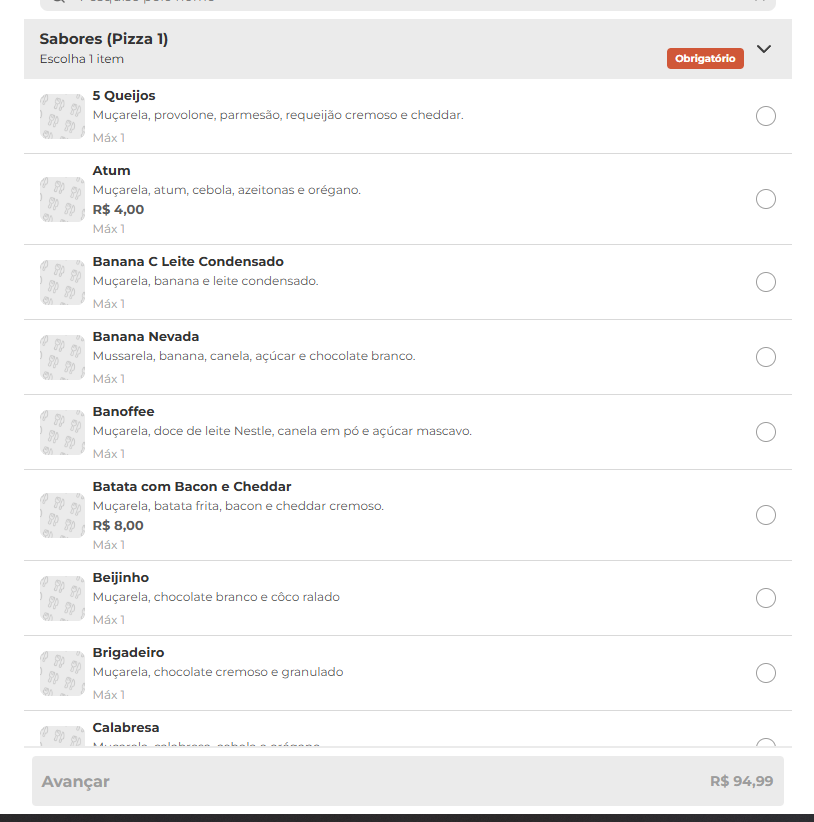 Sabores (Pizza 1)
Escolha 1 item
Obrigatório
5 Queijos
Muçarela, provolone, parmesão, requeijão cremoso e cheddar.
Máx 1
Atum
Muçarela, atum, cebola, azeitonas e orégano.
R$ 4,00
Máx 1
Banana C Leite Condensado
Muçarela, banana e leite condensado.
Máx 1
Banana Nevada
Mussarela, banana, canela, açúcar e chocolate branco.
Máx 1
Banoffee
Muçarela, doce de leite Nestle, canela em pó e açúcar mascavo.
Máx 1
Batata com Bacon e Cheddar
Muçarela, batata frita, bacon e cheddar cremoso.
R$ 8,00
Máx 1
Beijinho
Muçarela, chocolate branco e côco ralado
Máx 1
Brigadeiro
Muçarela, chocolate cremoso e granulado
Máx 1
Calabresa
Muçarela, calabresa, cebola e orégano.
Avançar
R$ 94,99